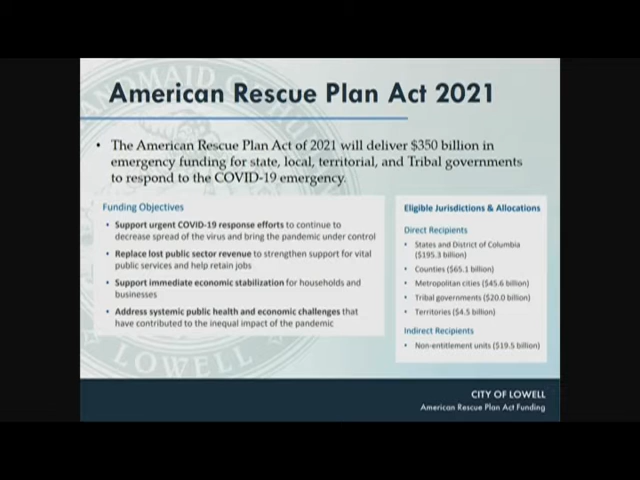 American Rescue Plan Act 2021
• The American Rescue Plan Act of 2021 will deliver $350 billion in
emergency funding for state, local, territorial, and Tribal governments
to respond to the COVID-19 emergency.
Funding Objectives
• Support urgent COVID-19 response efforts to continue to
decrease spread of the virus and bring the pandemic under control
• Replace lost public sector revenue to strengthen support for vital
public services and help retain jobs
• Support immediate economic stabilization for households and
businesses
• Address systemic public health and economic challenges that
have contributed to the inequal impact of the pandemic
Eligible Jurisdictions & Allocations
Direct Recipients
• States and District of Columbia
($195.3 billion)
• Counties ($65.1 billion)
• Metropolitan cities ($45.6 billion)
• Tribal governments ($20.0 billion)
• Territories ($4.5 billion)
Indirect Recipients
• Non-entitlement units ($19.5 billion)
LOWELL
CITY OF LOWELL
American Rescue Plan Act Funding